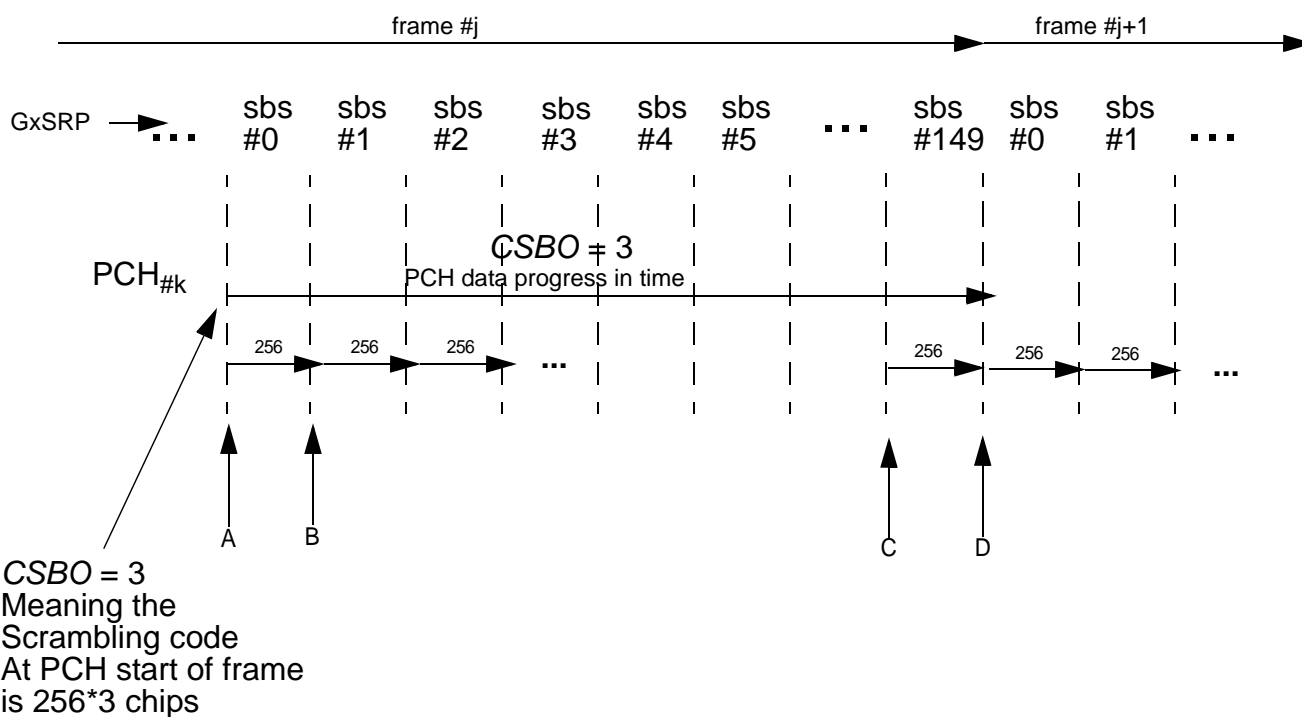 frame #j
frame #j+1
GxSRP
... sbs sbs sbs sbs sbs sbs ... sbs sbs sbs ...
#0 #1 #2 #3 #4 #5 #149 #0 #1
CSBO = 3
PCH#k
PCH data progress in time
256 256 256 ... 256 256 256 ...
A B C D
CSBO = 3
Meaning the
Scrambling code
At PCH start of frame
is 256*3 chips